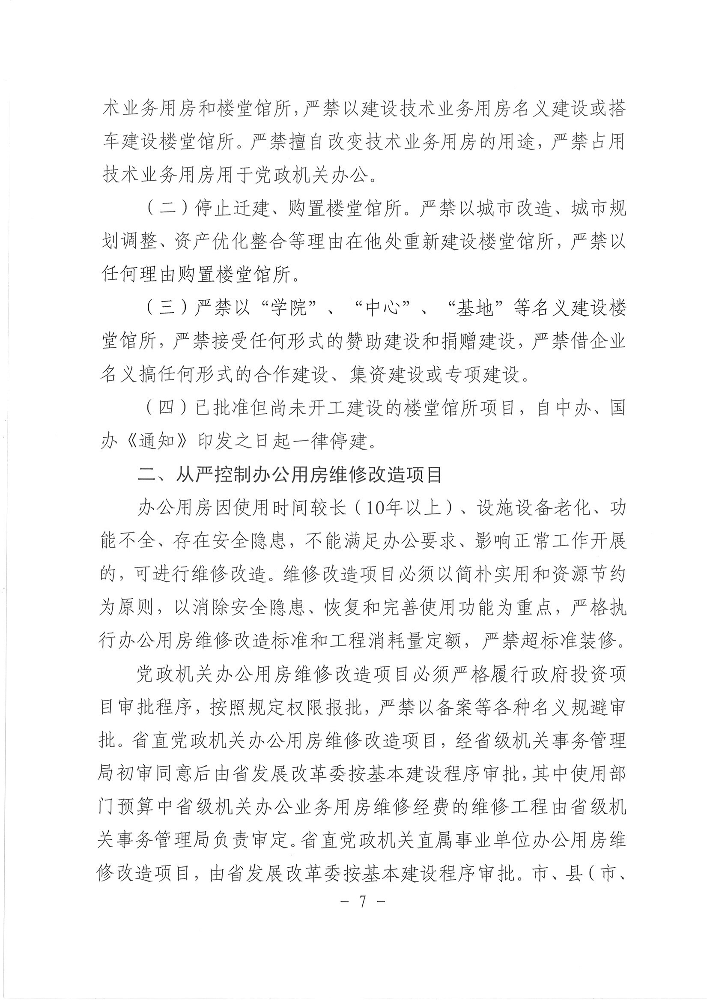 术业务用房和楼堂馆所,严禁以建设技术业务用房名义建设或搭
车建设楼堂馆所。严禁擅自改变技术业务用房的用途,严禁占用
技术业务用房用于党政机关办公。
（二）停止迁建、购置楼堂馆所。严禁以城市改造、城市规
划调整、资产优化整合等理由在他处重新建设楼堂馆所,严禁以
任何理由购置楼堂馆所。
（三）严禁以“学院”、“中心”、“基地”等名义建设楼
堂馆所,严禁接受任何形式的赞助建设和捐赠建设,严禁借企业
名义搞任何形式的合作建设、集资建设或专项建设。
（四）已批准但尚未开工建设的楼堂馆所项目,自中办、国
办《通知》印发之日起一律停建。
二、从严控制办公用房维修改造项目
办公用房因使用时间较长（10年以上）、设施设备老化、功
能不全、存在安全隐患,不能满足办公要求、影响正常工作开展
的,可进行维修改造。维修改造项目必须以简朴实用和资源节约
为原则,以消除安全隐患、恢复和完善使用功能为重点,严格执
行办公用房维修改造标准和工程消耗量定额,严禁超标准装修。
党政机关办公用房维修改造项目必须严格履行政府投资项
目审批程序,按照规定权限报批,严禁以备案等各种名义规避审
批。省直党政机关办公用房维修改造项目,经省级机关事务管理
局初审同意后由省发展改革委按基本建设程序审批,其中使用部
门预算中省级机关办公业务用房维修经费的维修工程由省级机
关事务管理局负责审定。省直党政机关直属事业单位办公用房维
修改造项目,由省发展改革委按基本建设程序审批。市、县（市、
- 7 -